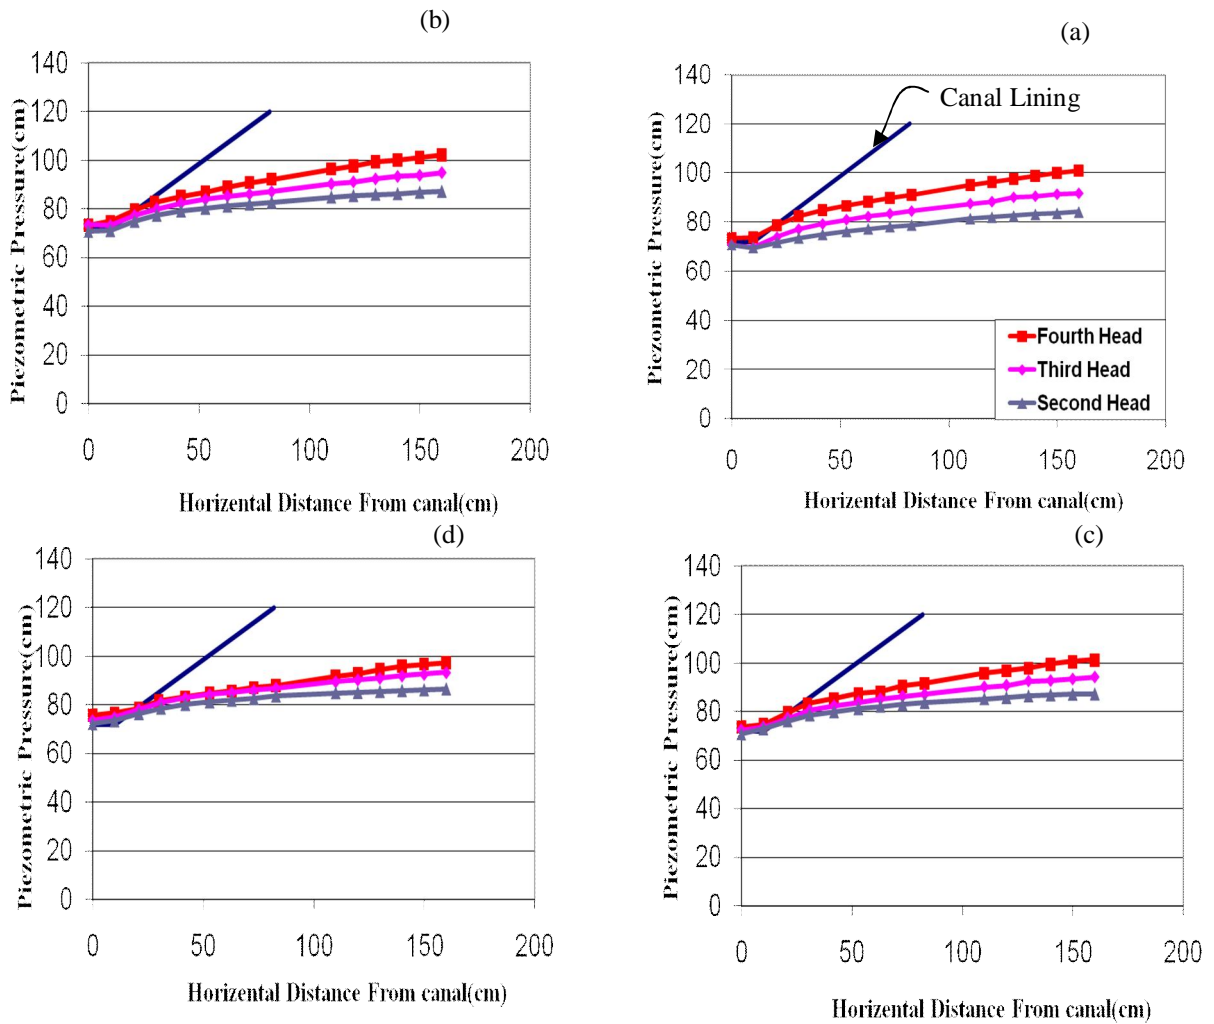 (b)
140
120
100
80
60
40
20
0
Piezometric Pressure(cm)
0 50 100 150 200
Horizental Distance From canal(cm)
(a)
140
120
100
80
60
40
20
0
Piezometric Pressure(cm)
Canal Lining
Fourth Head
Third Head
Second Head
0 50 100 150 200
Horizental Distance From canal(cm)
(d)
140
120
100
80
60
40
20
0
Piezometric Pressure(cm)
0 50 100 150 200
Horizental Distance From canal(cm)
(c)
140
120
100
80
60
40
20
0
Piezometric Pressure(cm)
0 50 100 150 200
Horizental Distance From canal(cm)